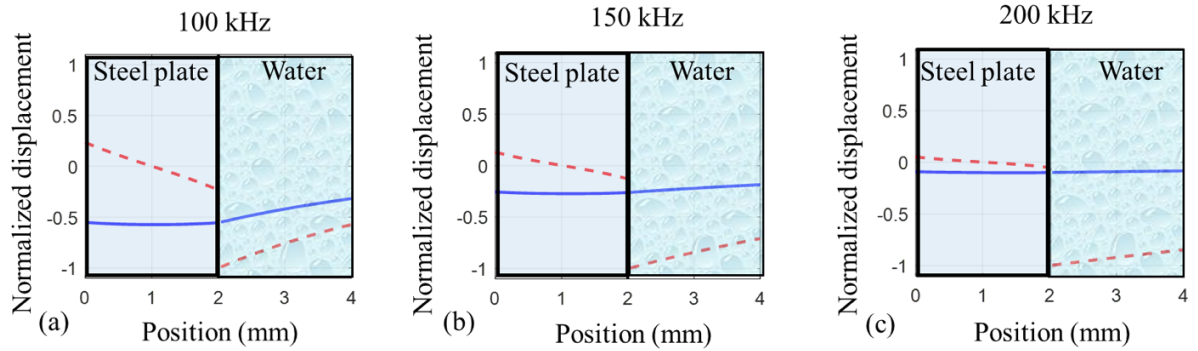 100 kHz
Normalized displacement
1
0.5
0
-0.5
-1
Steel plate
Water
0
1
2
3
4
(a)
Position (mm)
150 kHz
Normalized displacement
1
0.5
0
-0.5
-1
Steel plate
Water
0
1
2
3
4
(b)
Position (mm)
200 kHz
Normalized displacement
1
0.5
0
-0.5
-1
Steel plate
Water
0
1
2
3
4
(c)
Position (mm)